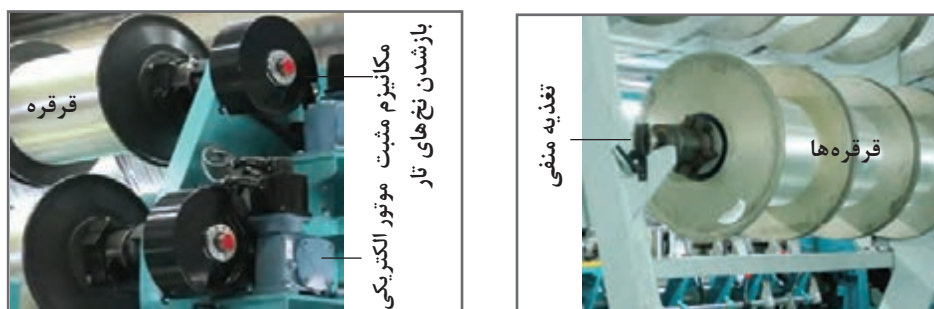 قرقره
مکانیزم مثبت
بازشدن نخ‌های تار
موتور الکتریکی
تغذیه منفی
قرقره‌ها